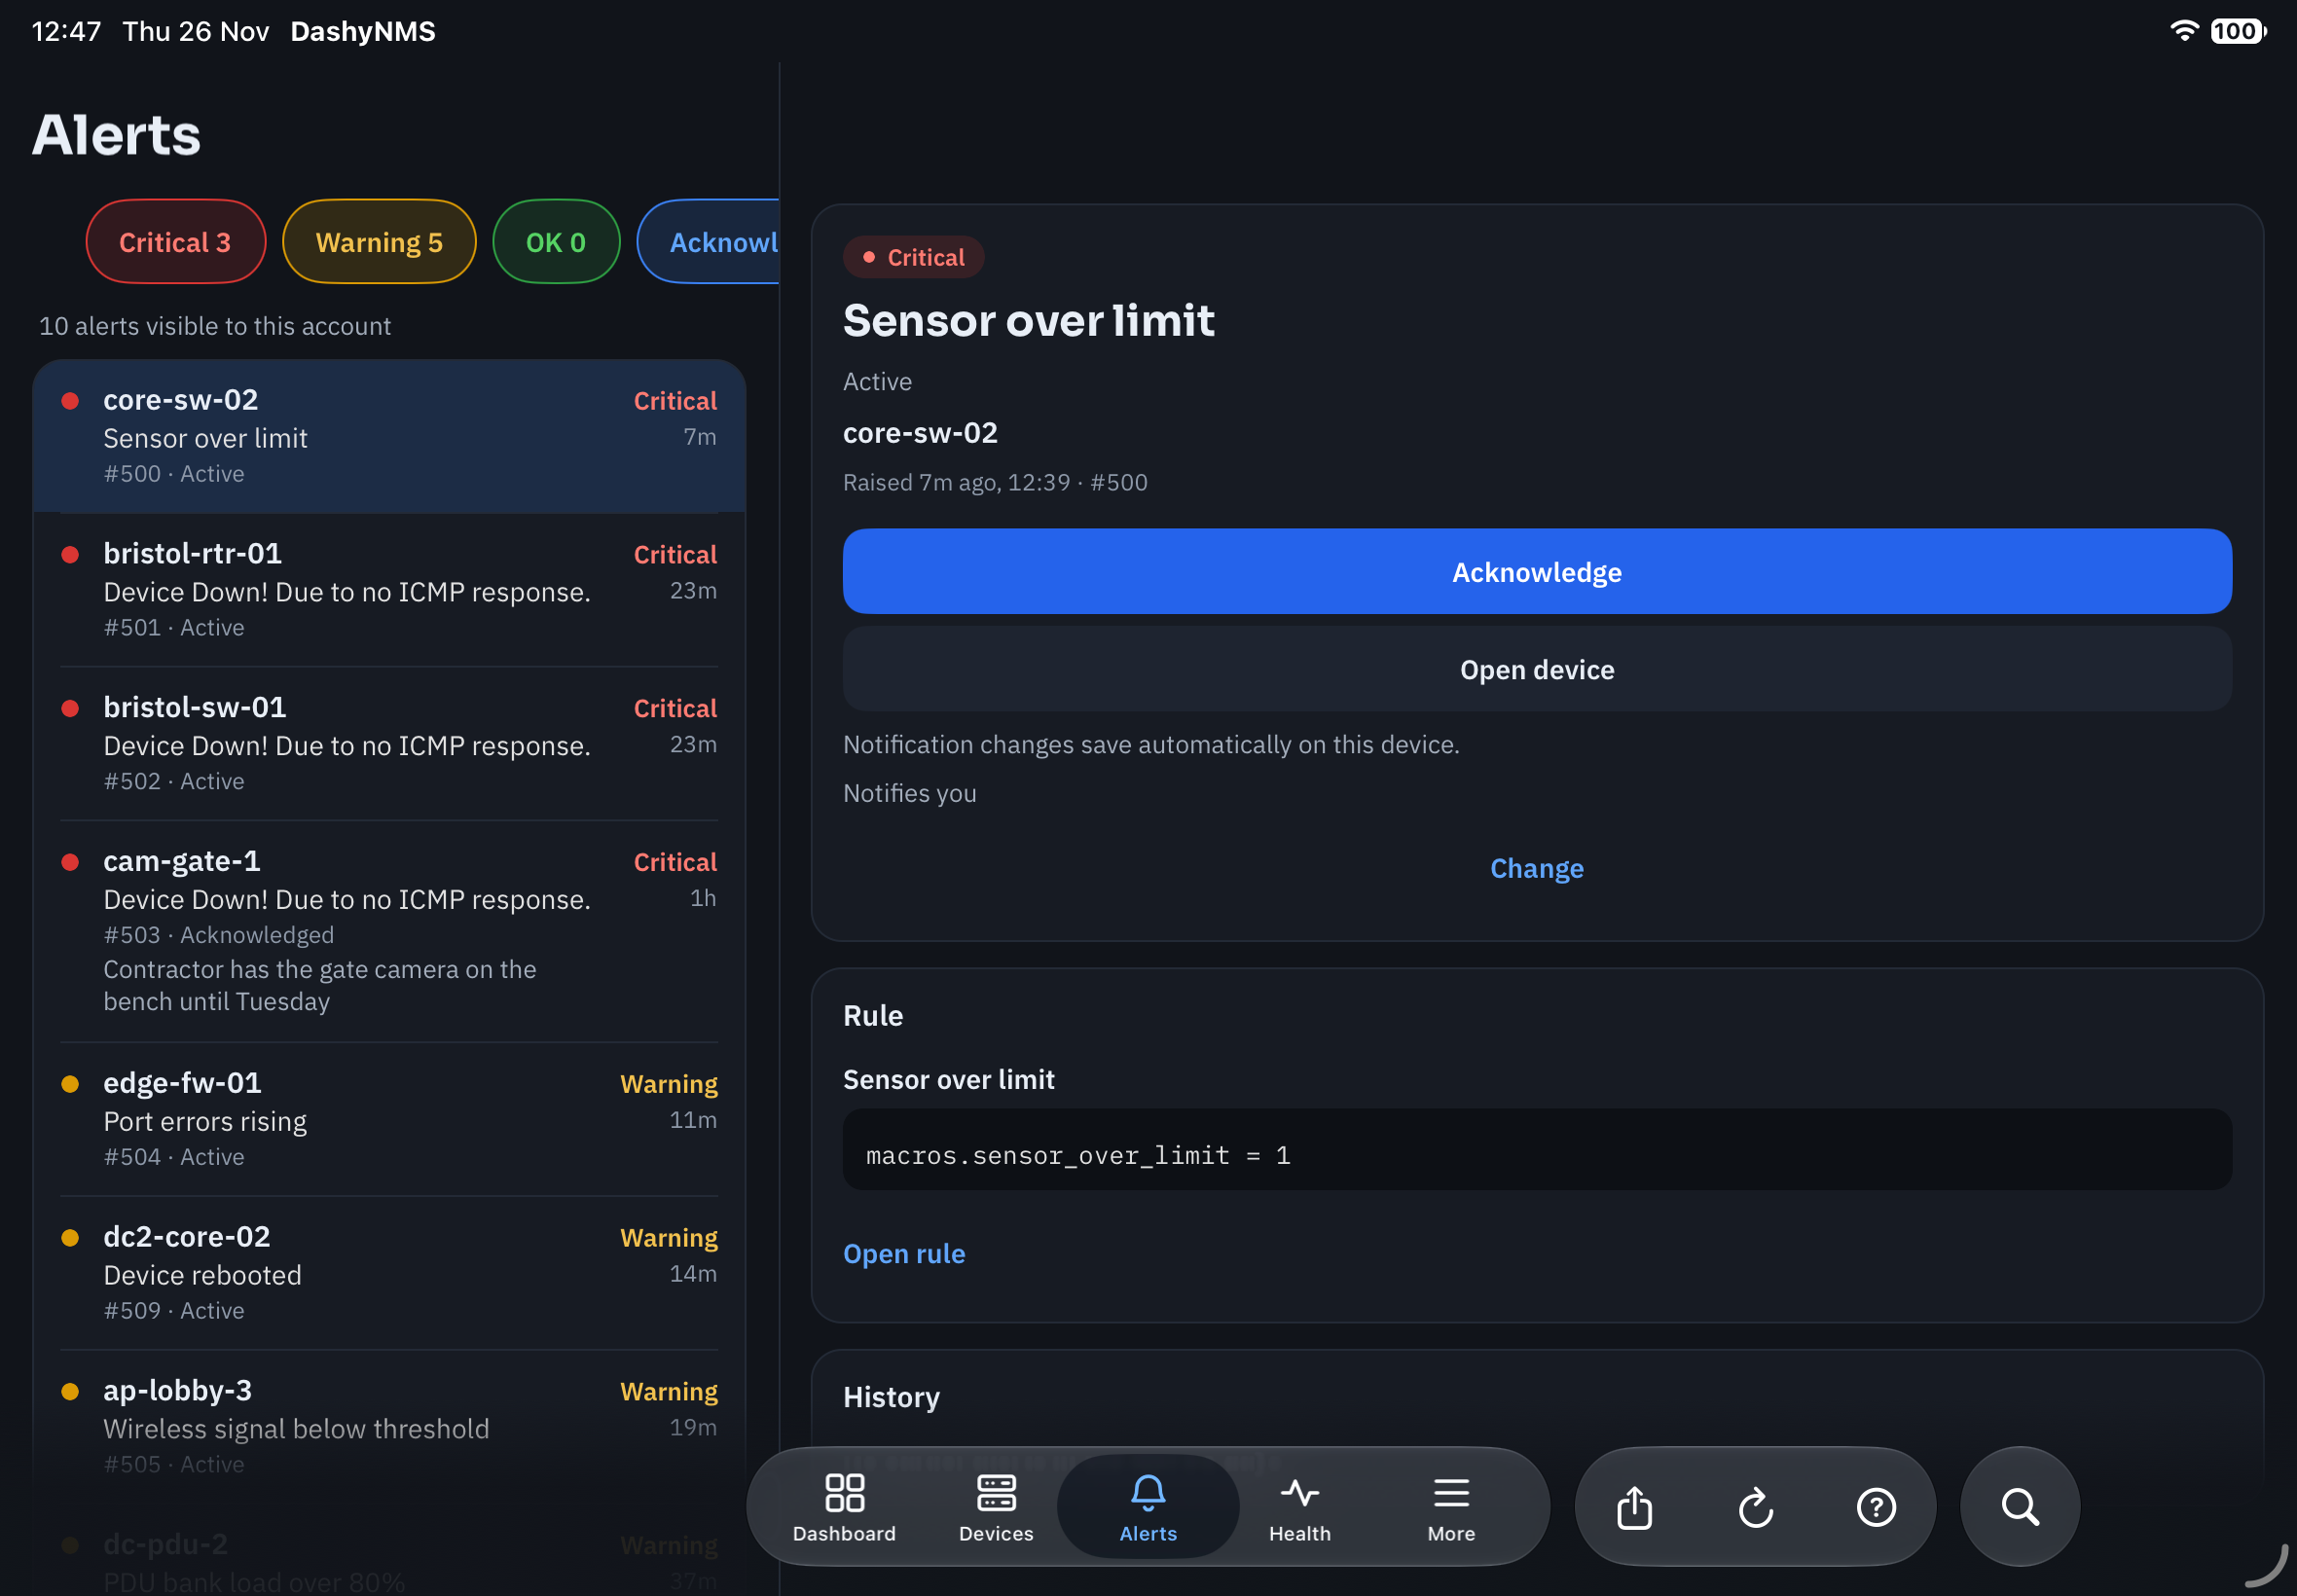 12:47 Thu 26 Nov DashyNMS
100
Alerts
Critical 3
Warning 5
OK 0
Acknowl
10 alerts visible to this account
core-sw-02
Critical
Sensor over limit
7m
#500 · Active
bristol-rtr-01
Critical
Device Down! Due to no ICMP response.
23m
#501 · Active
bristol-sw-01
Critical
Device Down! Due to no ICMP response.
23m
#502 · Active
cam-gate-1
Critical
Device Down! Due to no ICMP response.
1h
#503 · Acknowledged
Contractor has the gate camera on the
bench until Tuesday
edge-fw-01
Warning
Port errors rising
11m
#504 · Active
dc2-core-02
Warning
Device rebooted
14m
#509 · Active
ap-lobby-3
Warning
Wireless signal below threshold
19m
#505 · Active
dc-pdu-2
Warning
PDU bank load over 80%
37m
Critical
Sensor over limit
Active
core-sw-02
Raised 7m ago, 12:39 · #500
Acknowledge
Open device
Notification changes save automatically on this device.
Notifies you
Change
Rule
Sensor over limit
macros.sensor_over_limit = 1
Open rule
History
Dashboard
Devices
Alerts
Health
More